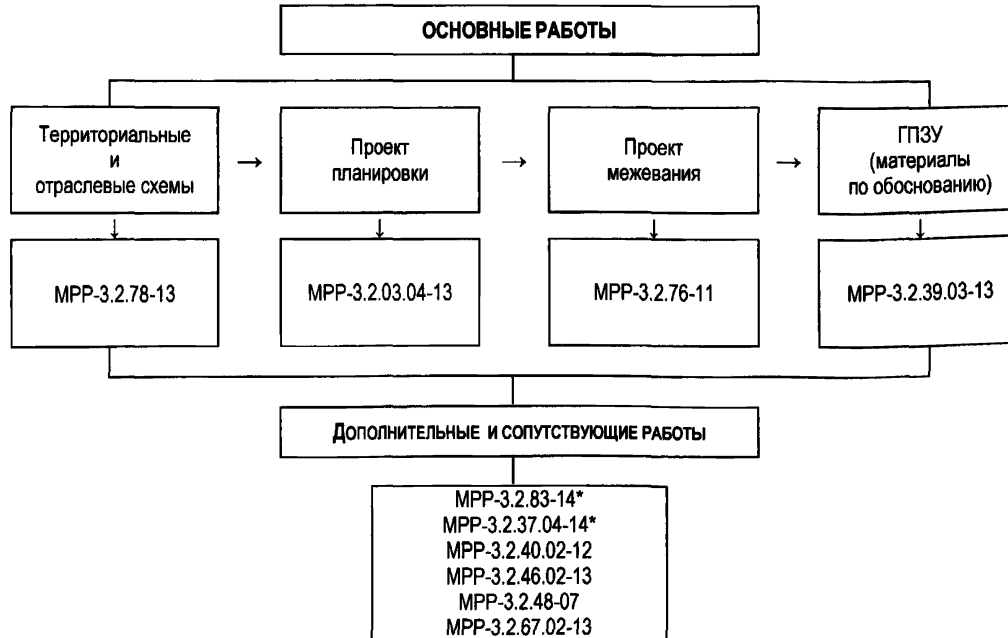 ОСНОВНЫЕ РАБОТЫ
Территориальные
и
отраслевые схемы
→
Проект
планировки
→
Проект
межевания
→
ГПЗУ
(материалы
по обоснованию)
МРР-3.2.78-13
МРР-3.2.03.04-13
МРР-3.2.76-11
МРР-3.2.39.03-13
ДОПОЛНИТЕЛЬНЫЕ И СОПУТСТВУЮЩИЕ РАБОТЫ
МРР-3.2.83-14*
МРР-3.2.37.04-14*
МРР-3.2.40.02-12
МРР-3.2.46.02-13
МРР-3.2.48-07
МРР-3.2.67.02-13